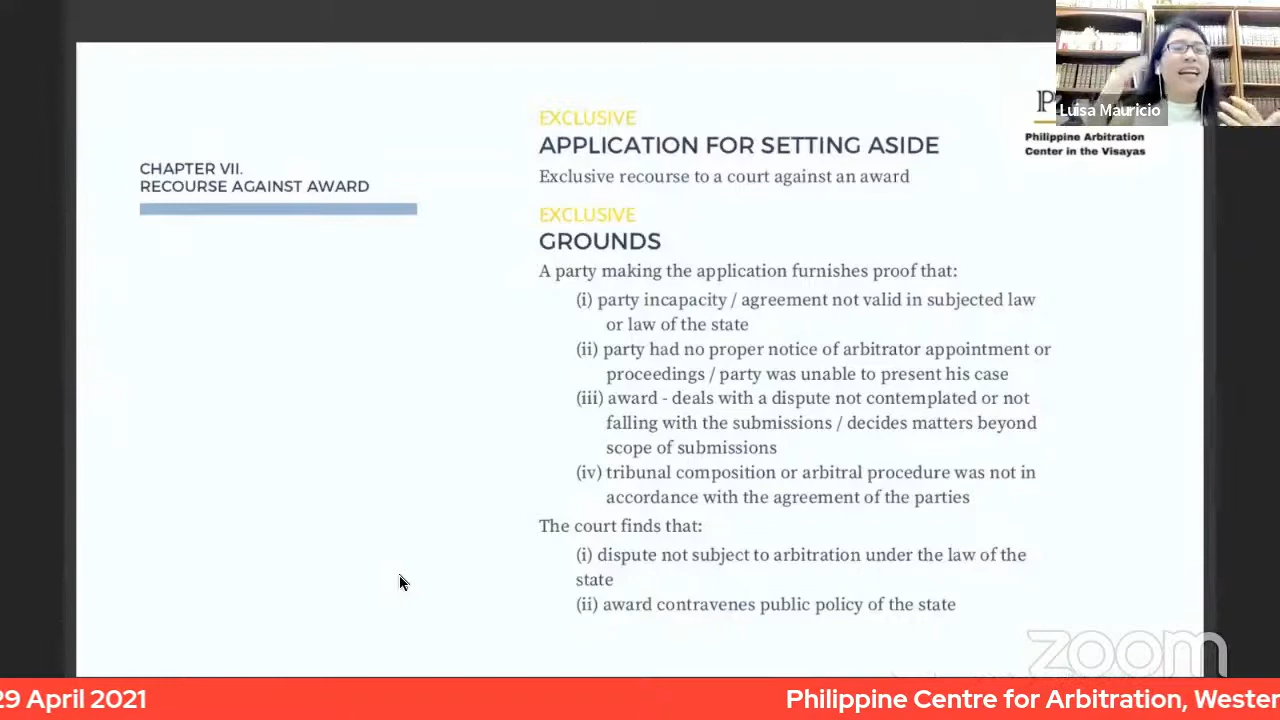 CHAPTER VII.
RECOURSE AGAINST AWARD
EXCLUSIVE
APPLICATION FOR SETTING ASIDE
Exclusive recourse to a court against an award
EXCLUSIVE
GROUNDS
A party making the application furnishes proof that:
(i) party incapacity / agreement not valid in subjected law
or law of the state
(ii) party had no proper notice of arbitrator appointment or
proceedings / party was unable to present his case
(iii) award - deals with a dispute not contemplated or not
falling with the submissions / decides matters beyond
scope of submissions
(iv) tribunal composition or arbitral procedure was not in
accordance with the agreement of the parties
The court finds that:
(i) dispute not subject to arbitration under the law of the
state
(ii) award contravenes public policy of the state
P
Luisa Mauricio
Philippine Arbitration
Center in the Visayas
zoom
29 April 2021
Philippine Centre for Arbitration, Wester